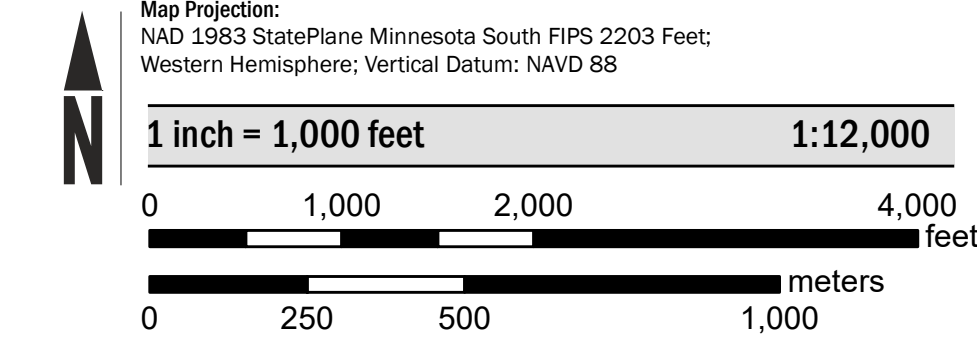 Map Projection:
NAD 1983 StatePlane Minnesota South FIPS 2203 Feet;
Western Hemisphere; Vertical Datum: NAVD 88
N
1 inch = 1,000 feet 1:12,000
0 1,000 2,000 4,000
feet
meters
0 250 500 1,000